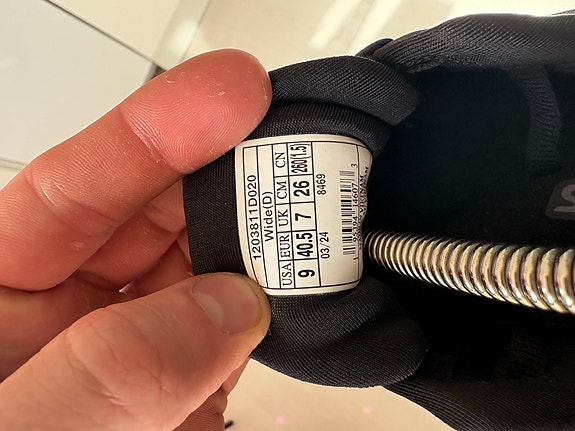 1203811D020
Wide(D)
USA EUR UK CM CN
9 40.5 7 26 260(1.5)
03/24 8469